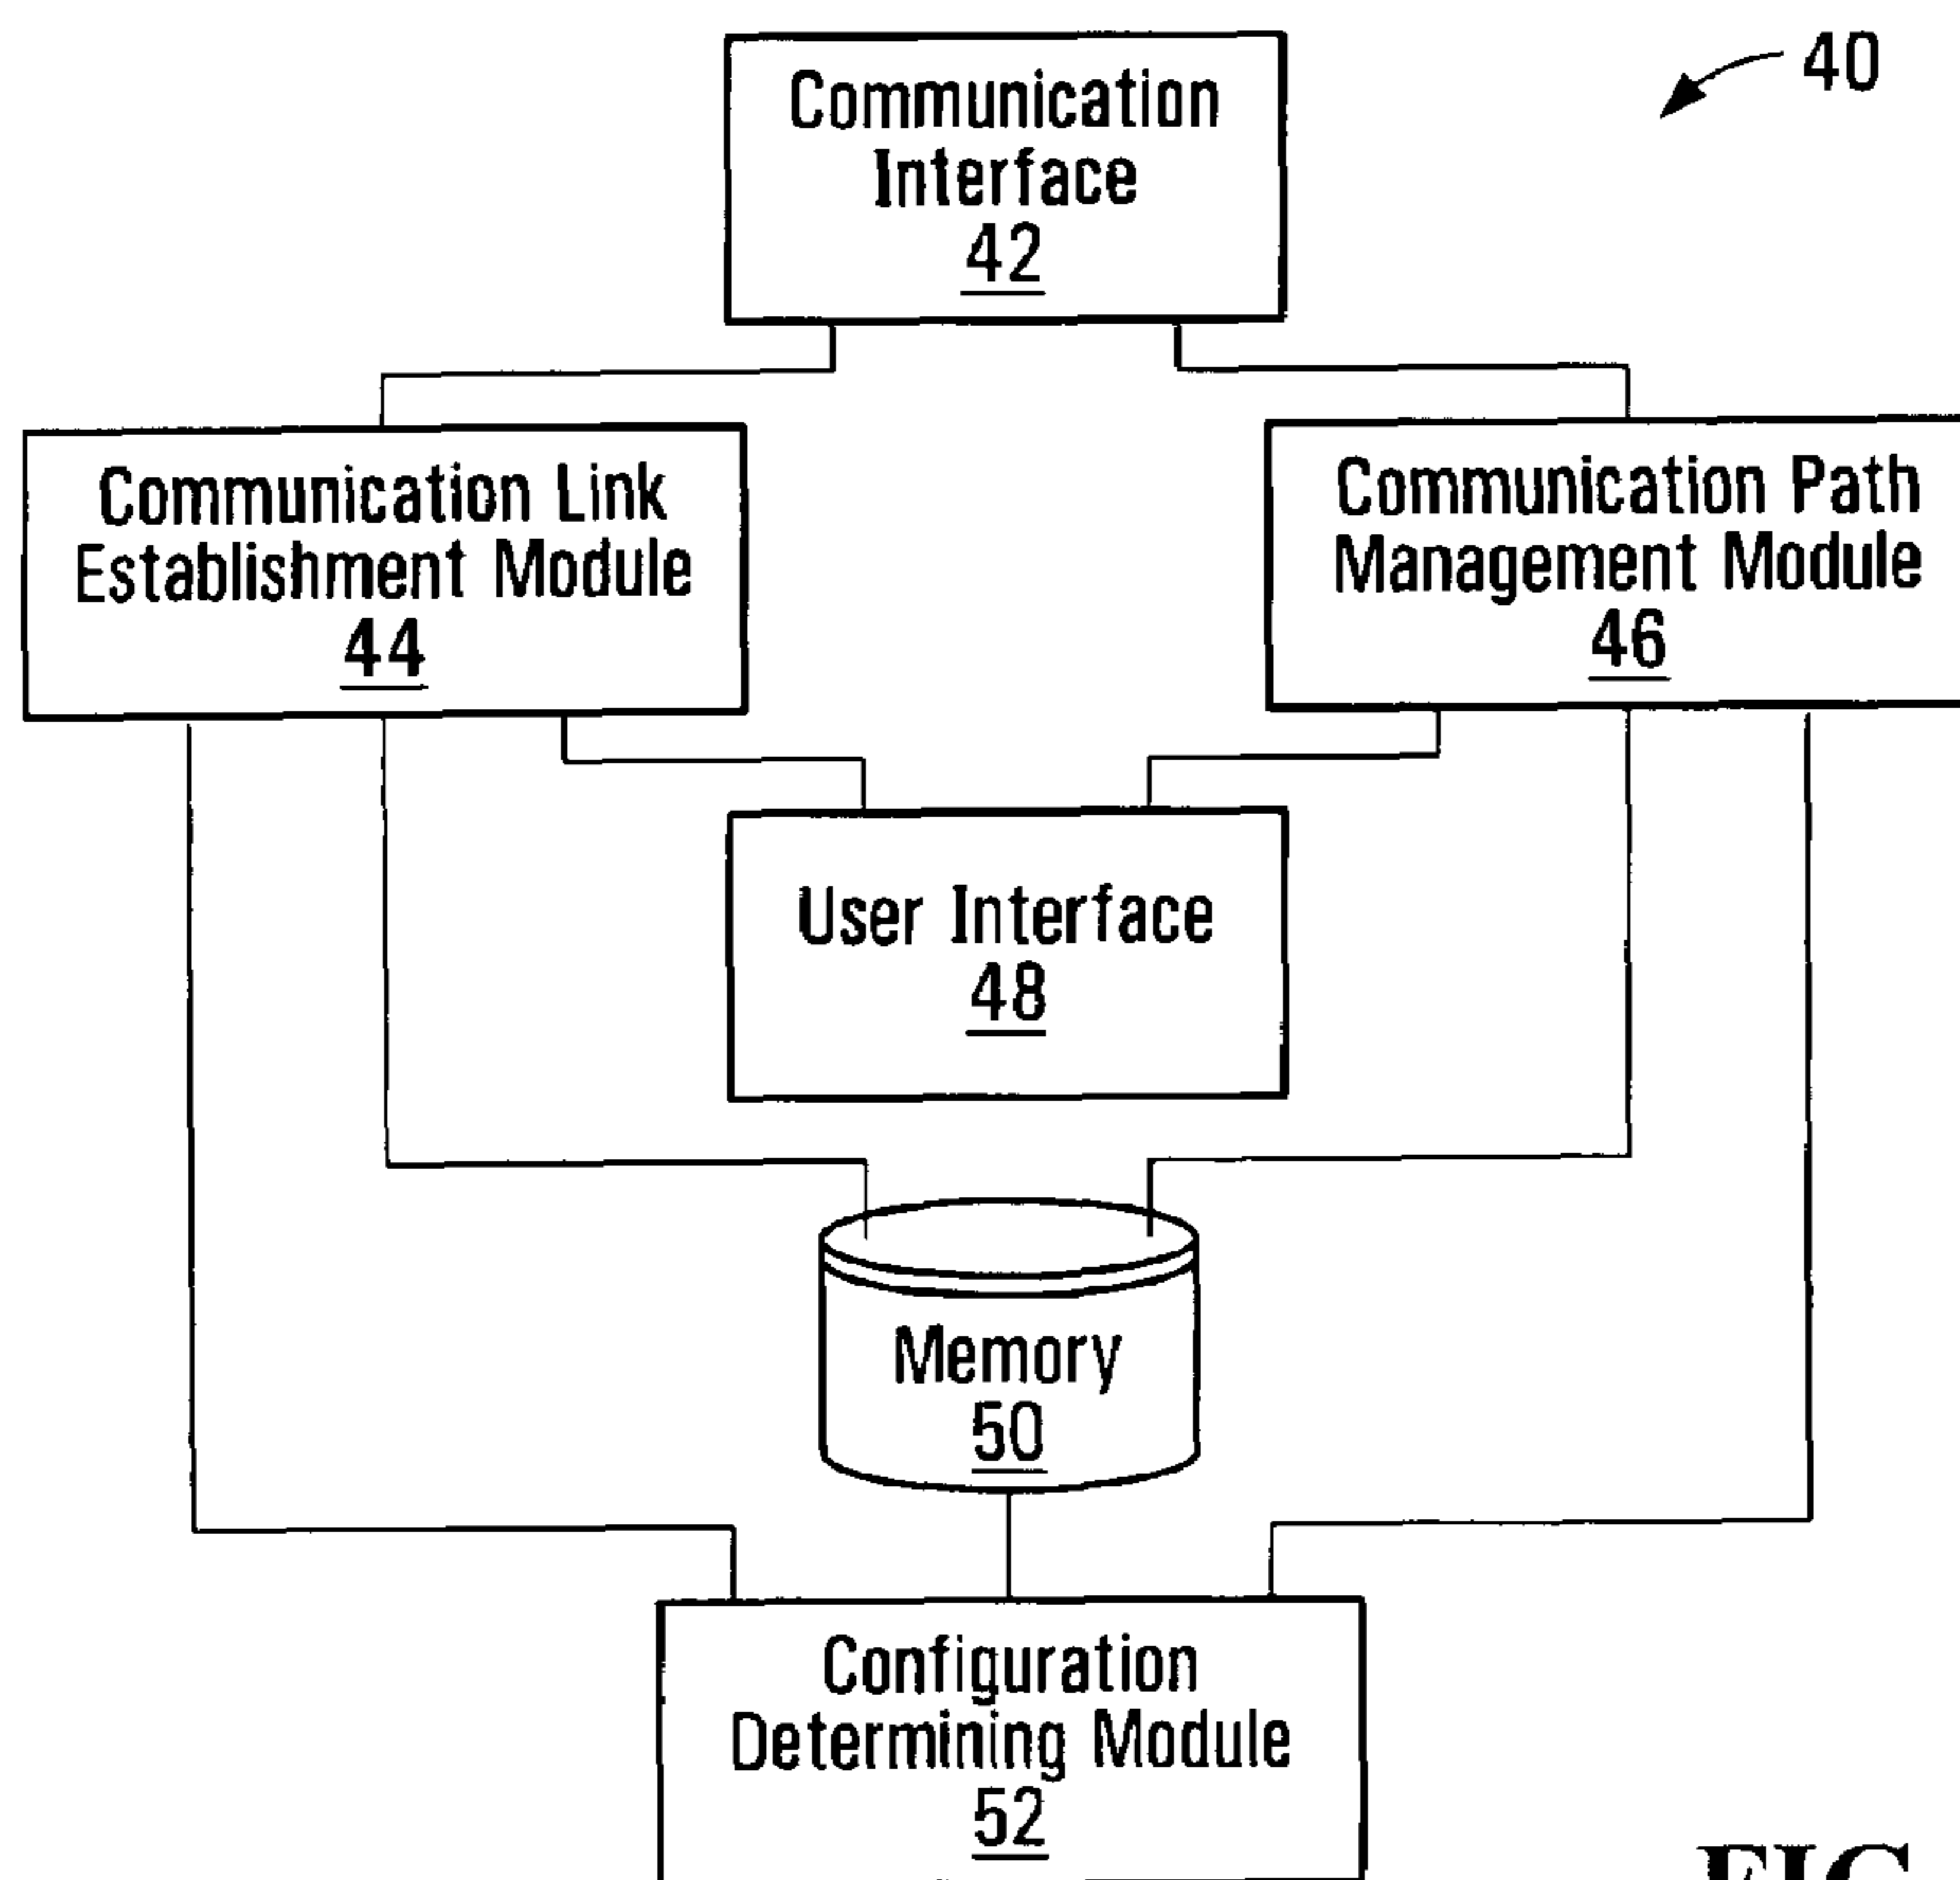 40
Communication
Interface
42
Communication Link
Establishment Module
44
Communication Path
Management Module
46
User Interface
48
Memory
50
Configuration
Determining Module
52
FIG